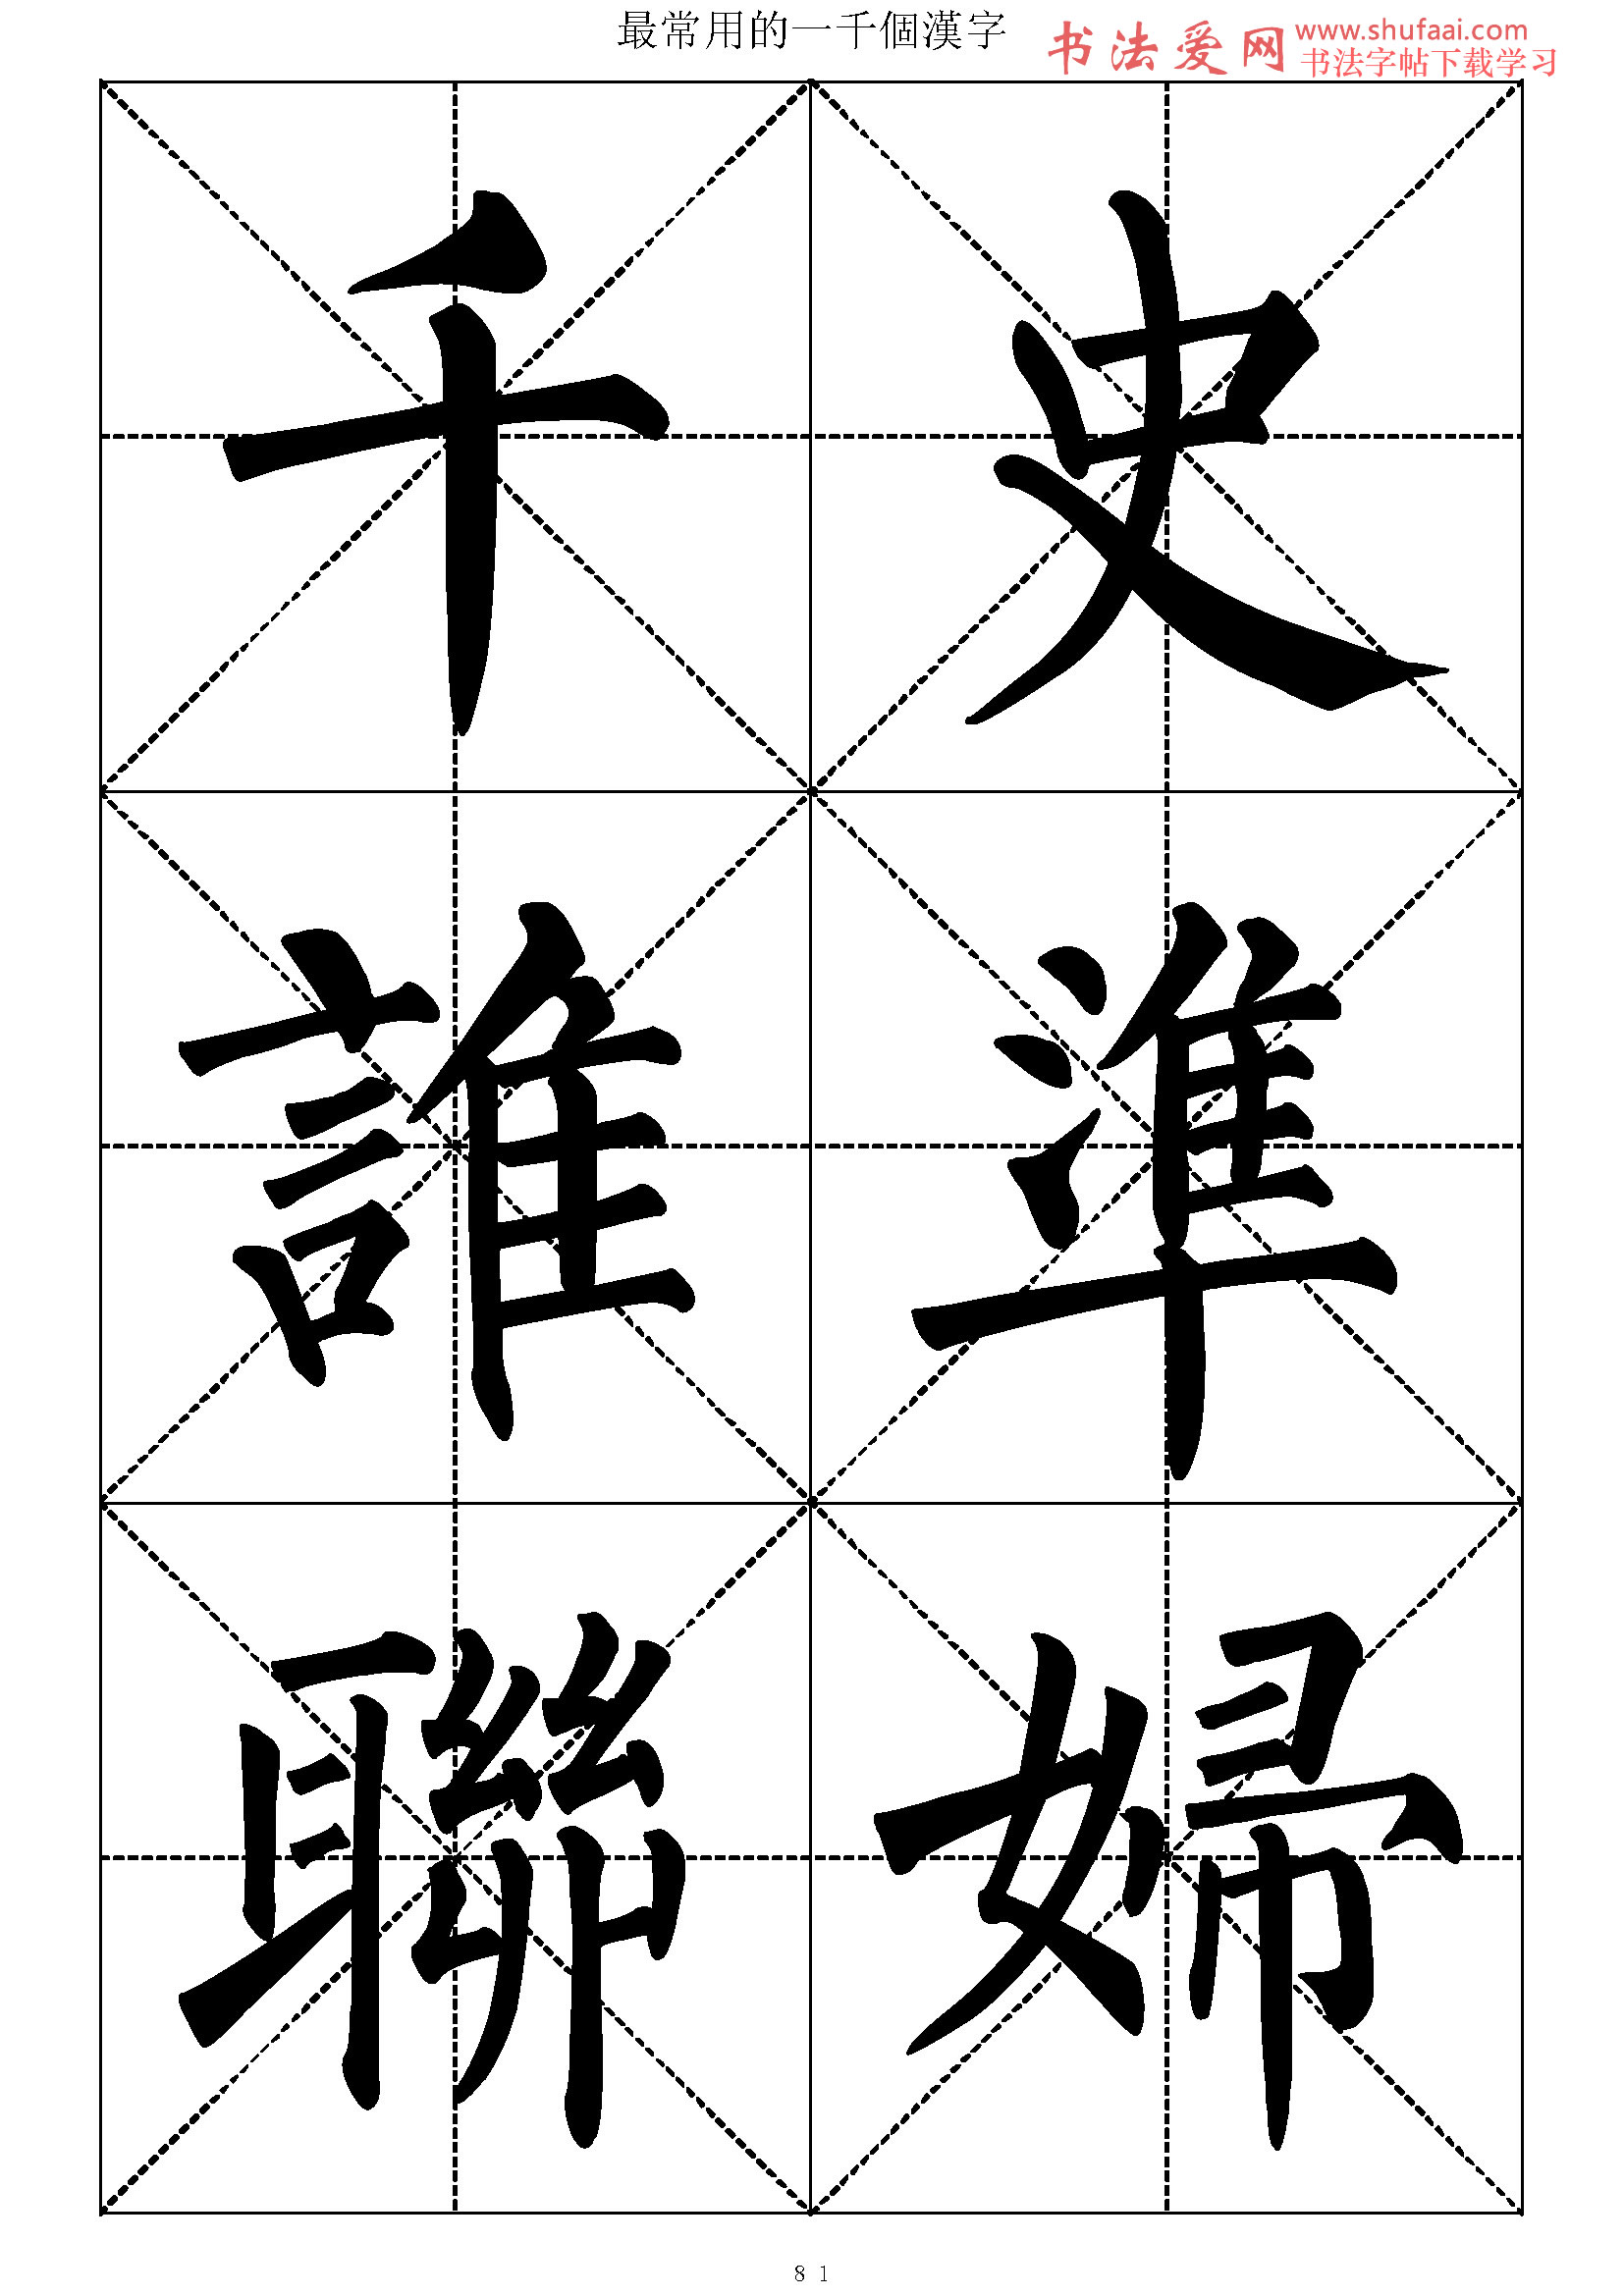 最常用的一千個漢字
书法爱网
www.shufaai.com
书法字帖下载学习
千 史
誰 準
聯 婦
81